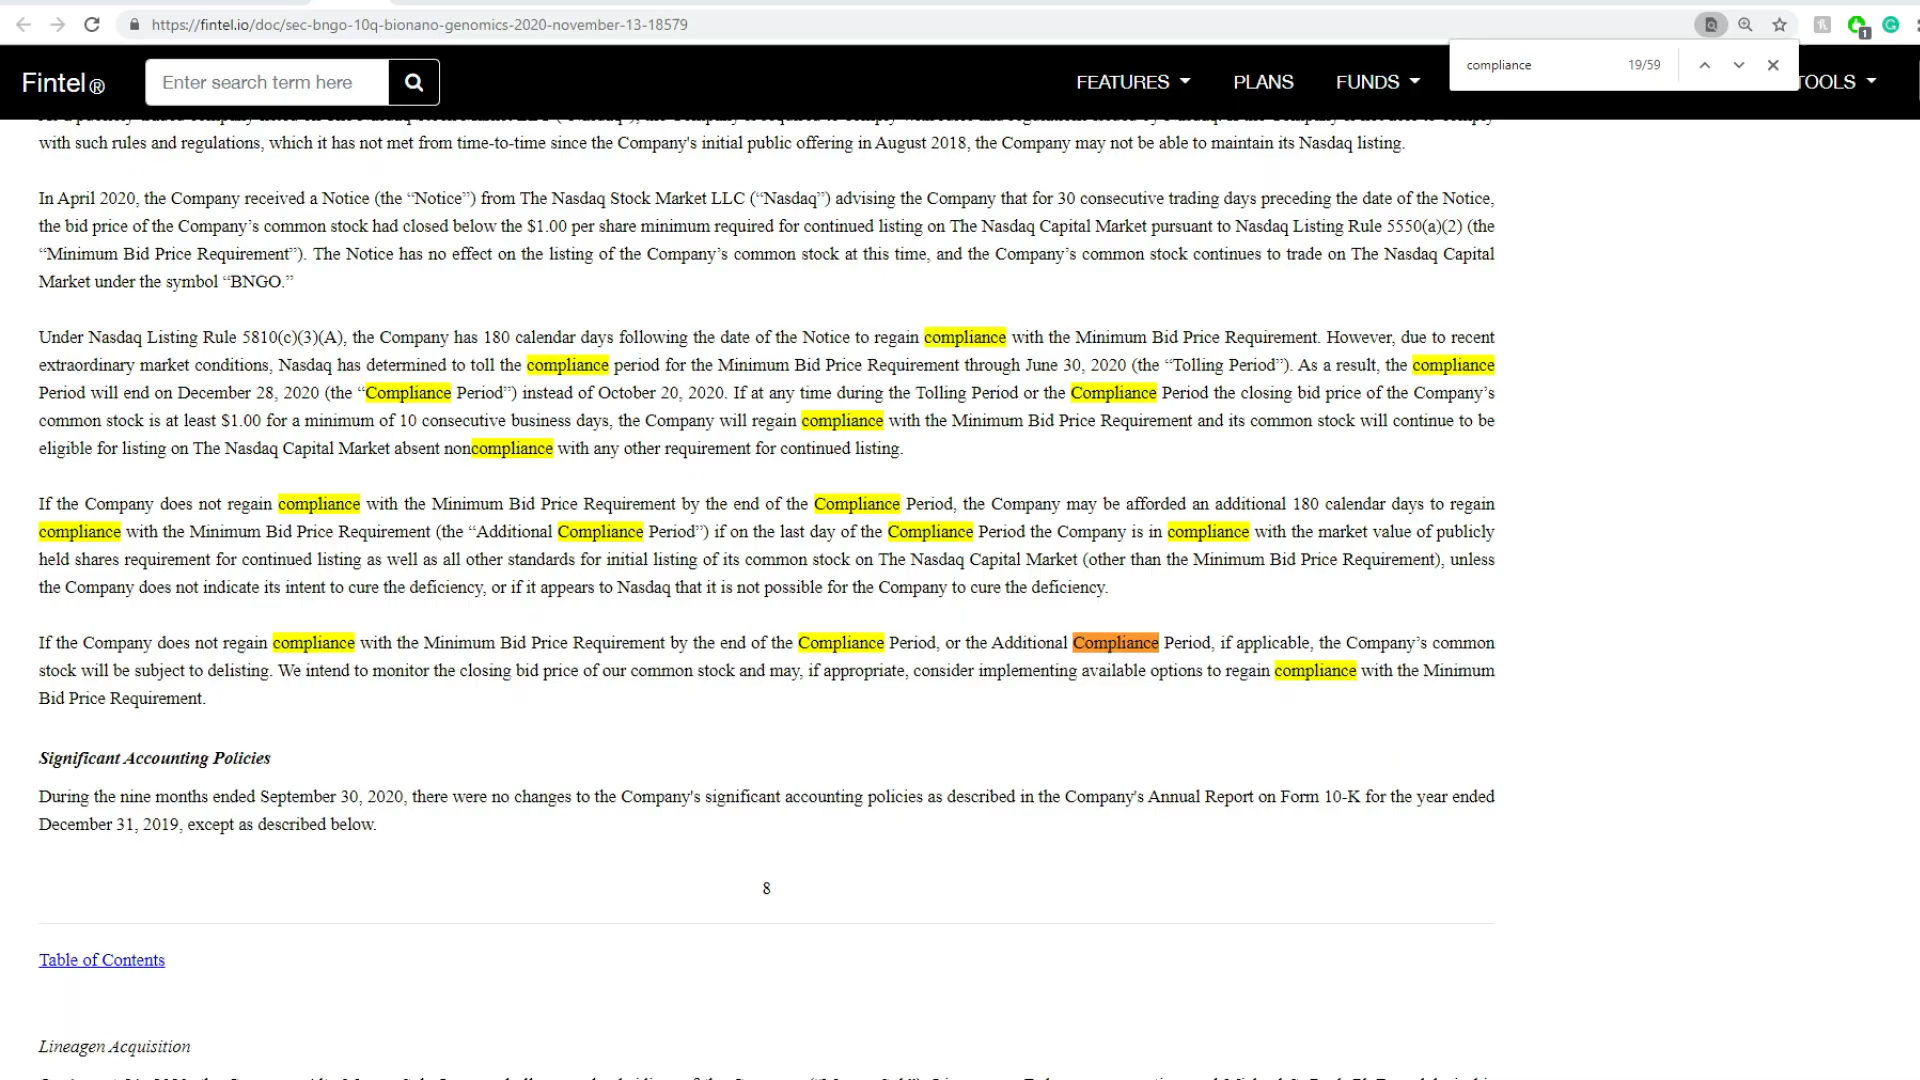 https://fintel.io/doc/sec-bngo-10q-bionano-genomics-2020-november-13-18579
1
compliance 19/59
Fintel® Enter search term here FEATURES PLANS FUNDS TOOLS
with such rules and regulations, which it has not met from time-to-time since the Company's initial public offering in August 2018, the Company may not be able to maintain its Nasdaq listing.
In April 2020, the Company received a Notice (the “Notice”) from The Nasdaq Stock Market LLC (“Nasdaq”) advising the Company that for 30 consecutive trading days preceding the date of the Notice,
the bid price of the Company’s common stock had closed below the $1.00 per share minimum required for continued listing on The Nasdaq Capital Market pursuant to Nasdaq Listing Rule 5550(a)(2) (the
“Minimum Bid Price Requirement”). The Notice has no effect on the listing of the Company’s common stock at this time, and the Company’s common stock continues to trade on The Nasdaq Capital
Market under the symbol “BNGO.”
Under Nasdaq Listing Rule 5810(c)(3)(A), the Company has 180 calendar days following the date of the Notice to regain compliance with the Minimum Bid Price Requirement. However, due to recent
extraordinary market conditions, Nasdaq has determined to toll the compliance period for the Minimum Bid Price Requirement through June 30, 2020 (the “Tolling Period”). As a result, the compliance
Period will end on December 28, 2020 (the “Compliance Period”) instead of October 20, 2020. If at any time during the Tolling Period or the Compliance Period the closing bid price of the Company’s
common stock is at least $1.00 for a minimum of 10 consecutive business days, the Company will regain compliance with the Minimum Bid Price Requirement and its common stock will continue to be
eligible for listing on The Nasdaq Capital Market absent noncompliance with any other requirement for continued listing.
If the Company does not regain compliance with the Minimum Bid Price Requirement by the end of the Compliance Period, the Company may be afforded an additional 180 calendar days to regain
compliance with the Minimum Bid Price Requirement (the “Additional Compliance Period”) if on the last day of the Compliance Period the Company is in compliance with the market value of publicly
held shares requirement for continued listing as well as all other standards for initial listing of its common stock on The Nasdaq Capital Market (other than the Minimum Bid Price Requirement), unless
the Company does not indicate its intent to cure the deficiency, or if it appears to Nasdaq that it is not possible for the Company to cure the deficiency.
If the Company does not regain compliance with the Minimum Bid Price Requirement by the end of the Compliance Period, or the Additional Compliance Period, if applicable, the Company’s common
stock will be subject to delisting. We intend to monitor the closing bid price of our common stock and may, if appropriate, consider implementing available options to regain compliance with the Minimum
Bid Price Requirement.
Significant Accounting Policies
During the nine months ended September 30, 2020, there were no changes to the Company's significant accounting policies as described in the Company's Annual Report on Form 10-K for the year ended
December 31, 2019, except as described below.
8
Table of Contents
Lineagen Acquisition